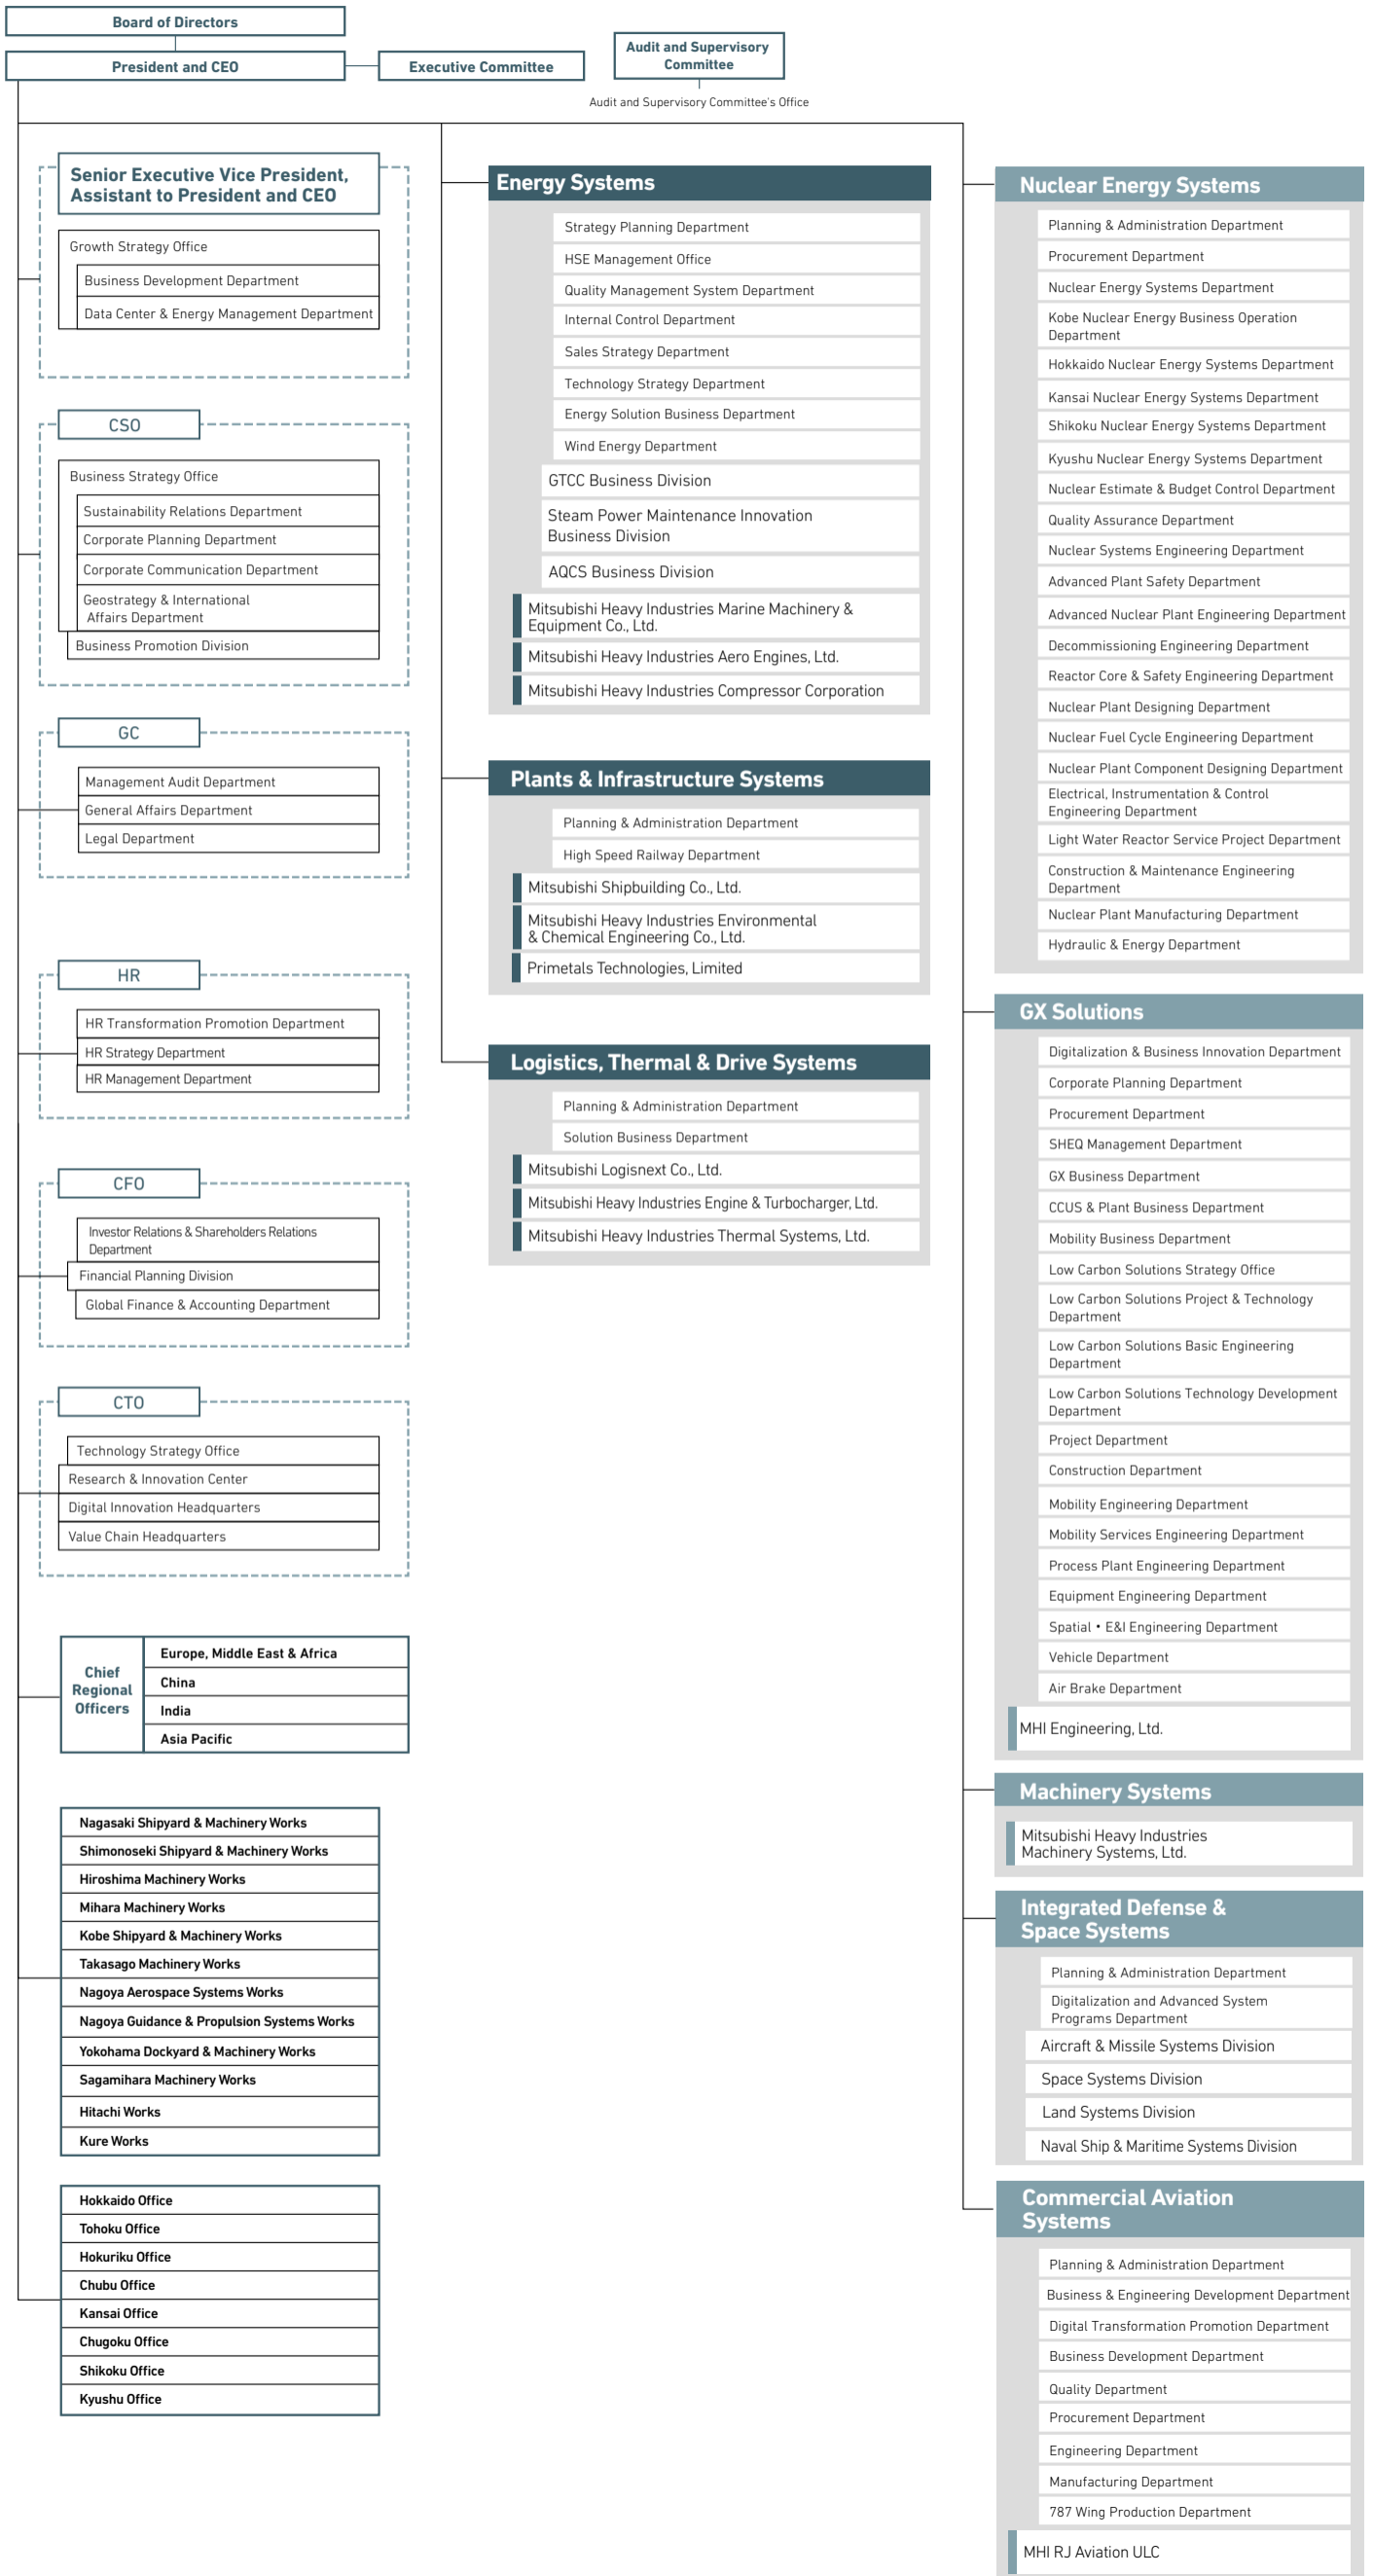 Board of Directors
President and CEO
Executive Committee
Audit and Supervisory
Committee
Audit and Supervisory Committee's Office
Senior Executive Vice President,
Assistant to President and CEO
Growth Strategy Office
Business Development Department
Data Center & Energy Management Department
CSO
Business Strategy Office
Sustainability Relations Department
Corporate Planning Department
Corporate Communication Department
Geostrategy & International
Affairs Department
Business Promotion Division
GC
Management Audit Department
General Affairs Department
Legal Department
HR
HR Transformation Promotion Department
HR Strategy Department
HR Management Department
CFO
Investor Relations & Shareholders Relations
Department
Financial Planning Division
Global Finance & Accounting Department
CTO
Technology Strategy Office
Research & Innovation Center
Digital Innovation Headquarters
Value Chain Headquarters
Chief
Regional
Officers
Europe, Middle East & Africa
China
India
Asia Pacific
Nagasaki Shipyard & Machinery Works
Shimonoseki Shipyard & Machinery Works
Hiroshima Machinery Works
Mihara Machinery Works
Kobe Shipyard & Machinery Works
Takasago Machinery Works
Nagoya Aerospace Systems Works
Nagoya Guidance & Propulsion Systems Works
Yokohama Dockyard & Machinery Works
Sagamihara Machinery Works
Hitachi Works
Kure Works
Hokkaido Office
Tohoku Office
Hokuriku Office
Chubu Office
Kansai Office
Chugoku Office
Shikoku Office
Kyushu Office
Energy Systems
Strategy Planning Department
HSE Management Office
Quality Management System Department
Internal Control Department
Sales Strategy Department
Technology Strategy Department
Energy Solution Business Department
Wind Energy Department
GTCC Business Division
Steam Power Maintenance Innovation
Business Division
AQCS Business Division
Mitsubishi Heavy Industries Marine Machinery &
Equipment Co., Ltd.
Mitsubishi Heavy Industries Aero Engines, Ltd.
Mitsubishi Heavy Industries Compressor Corporation
Plants & Infrastructure Systems
Planning & Administration Department
High Speed Railway Department
Mitsubishi Shipbuilding Co., Ltd.
Mitsubishi Heavy Industries Environmental
& Chemical Engineering Co., Ltd.
Primetals Technologies, Limited
Logistics, Thermal & Drive Systems
Planning & Administration Department
Solution Business Department
Mitsubishi Logisnext Co., Ltd.
Mitsubishi Heavy Industries Engine & Turbocharger, Ltd.
Mitsubishi Heavy Industries Thermal Systems, Ltd.
Nuclear Energy Systems
Planning & Administration Department
Procurement Department
Nuclear Energy Systems Department
Kobe Nuclear Energy Business Operation
Department
Hokkaido Nuclear Energy Systems Department
Kansai Nuclear Energy Systems Department
Shikoku Nuclear Energy Systems Department
Kyushu Nuclear Energy Systems Department
Nuclear Estimate & Budget Control Department
Quality Assurance Department
Nuclear Systems Engineering Department
Advanced Plant Safety Department
Advanced Nuclear Plant Engineering Department
Decommissioning Engineering Department
Reactor Core & Safety Engineering Department
Nuclear Plant Designing Department
Nuclear Fuel Cycle Engineering Department
Nuclear Plant Component Designing Department
Electrical, Instrumentation & Control
Engineering Department
Light Water Reactor Service Project Department
Construction & Maintenance Engineering
Department
Nuclear Plant Manufacturing Department
Hydraulic & Energy Department
GX Solutions
Digitalization & Business Innovation Department
Corporate Planning Department
Procurement Department
SHEQ Management Department
GX Business Department
CCUS & Plant Business Department
Mobility Business Department
Low Carbon Solutions Strategy Office
Low Carbon Solutions Project & Technology
Department
Low Carbon Solutions Basic Engineering
Department
Low Carbon Solutions Technology Development
Department
Project Department
Construction Department
Mobility Engineering Department
Mobility Services Engineering Department
Process Plant Engineering Department
Equipment Engineering Department
Spatial・E&I Engineering Department
Vehicle Department
Air Brake Department
MHI Engineering, Ltd.
Machinery Systems
Mitsubishi Heavy Industries
Machinery Systems, Ltd.
Integrated Defense &
Space Systems
Planning & Administration Department
Digitalization and Advanced System
Programs Department
Aircraft & Missile Systems Division
Space Systems Division
Land Systems Division
Naval Ship & Maritime Systems Division
Commercial Aviation
Systems
Planning & Administration Department
Business & Engineering Development Department
Digital Transformation Promotion Department
Business Development Department
Quality Department
Procurement Department
Engineering Department
Manufacturing Department
787 Wing Production Department
MHI RJ Aviation ULC